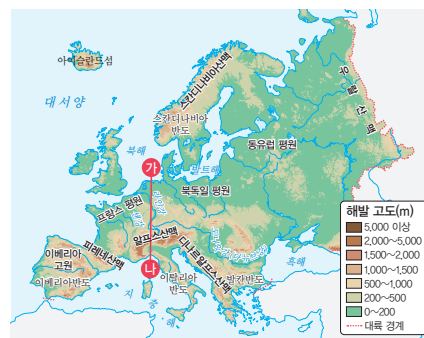 아이슬란드섬
대서양
스칸디나비아산맥
스칸디나비아
반도
우랄산맥
북해
가
발트해
동유럽 평원
북독일 평원
프랑스 평원
알프스산맥
디나르알프스산맥
피레네산맥
이베리아
고원
이베리아반도
나
이탈리아
반도
발칸반도
흑해
지중해
해발 고도(m)
5,000 이상
2,000~5,000
1,500~2,000
1,000~1,500
500~1,000
200~500
0~200
대륙 경계